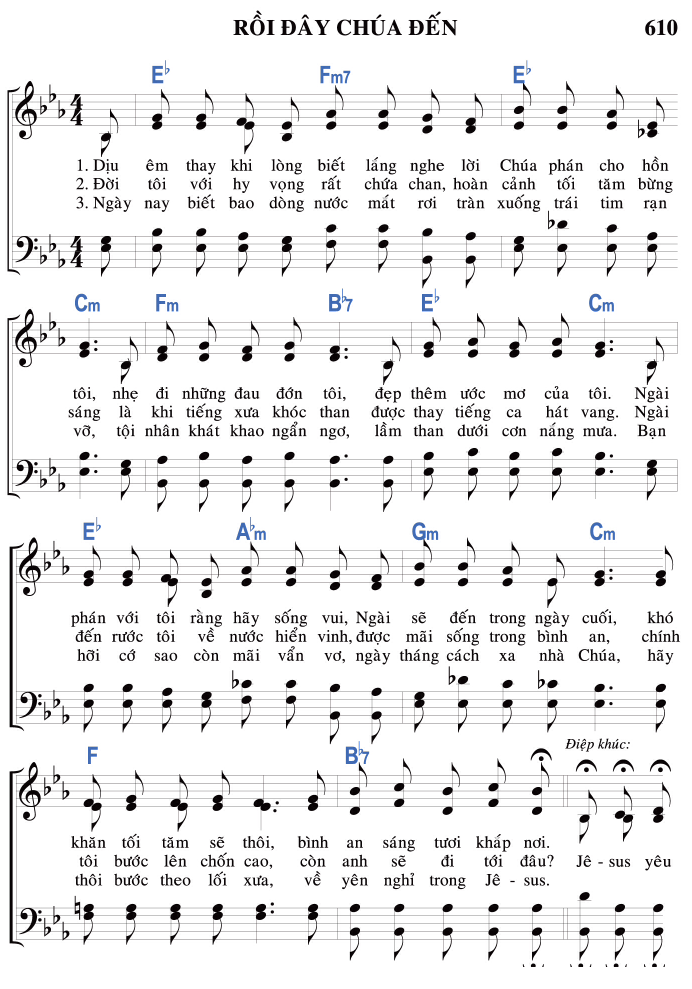 RỒI ĐÂY CHÚA ĐẾN 610
E♭ Fm7 E♭
1. Dịu êm thay khi lòng biết láng nghe lời Chúa phán cho hồn
2. Đời tôi với hy vọng rất chứa chan, hoàn cảnh tối tăm bừng
3. Ngày nay biết bao dòng nước mát rơi tràn xuống trái tim rạn
Cm Fm B♭7 E♭ Cm
tôi, nhẹ đi những đau đớn tôi, đẹp thêm ước mơ của tôi. Ngài
sáng là khi tiếng xưa khóc than được thay tiếng ca hát vang. Ngài
vỡ, tội nhân khát khao ngẩn ngơ, lầm than dưới cơn nắng mưa. Bạn
E♭ A♭m Gm Cm
phán với tôi rằng hãy sống vui, Ngài sẽ đến trong ngày cuối, khó
đến rước tôi về nước hiển vinh, được mãi sống trong bình an, chính
hỡi cớ sao còn mãi vẩn vơ, ngày tháng cách xa nhà Chúa, hãy
F B♭7 Điệp khúc:
khăn tối tăm sẽ thôi, bình an sáng tươi khắp nơi.
tôi bước lên chốn cao, còn anh sẽ đi tới đâu? Jê - sus yêu
thôi bước theo lối xưa, về yên nghỉ trong Jê - sus.